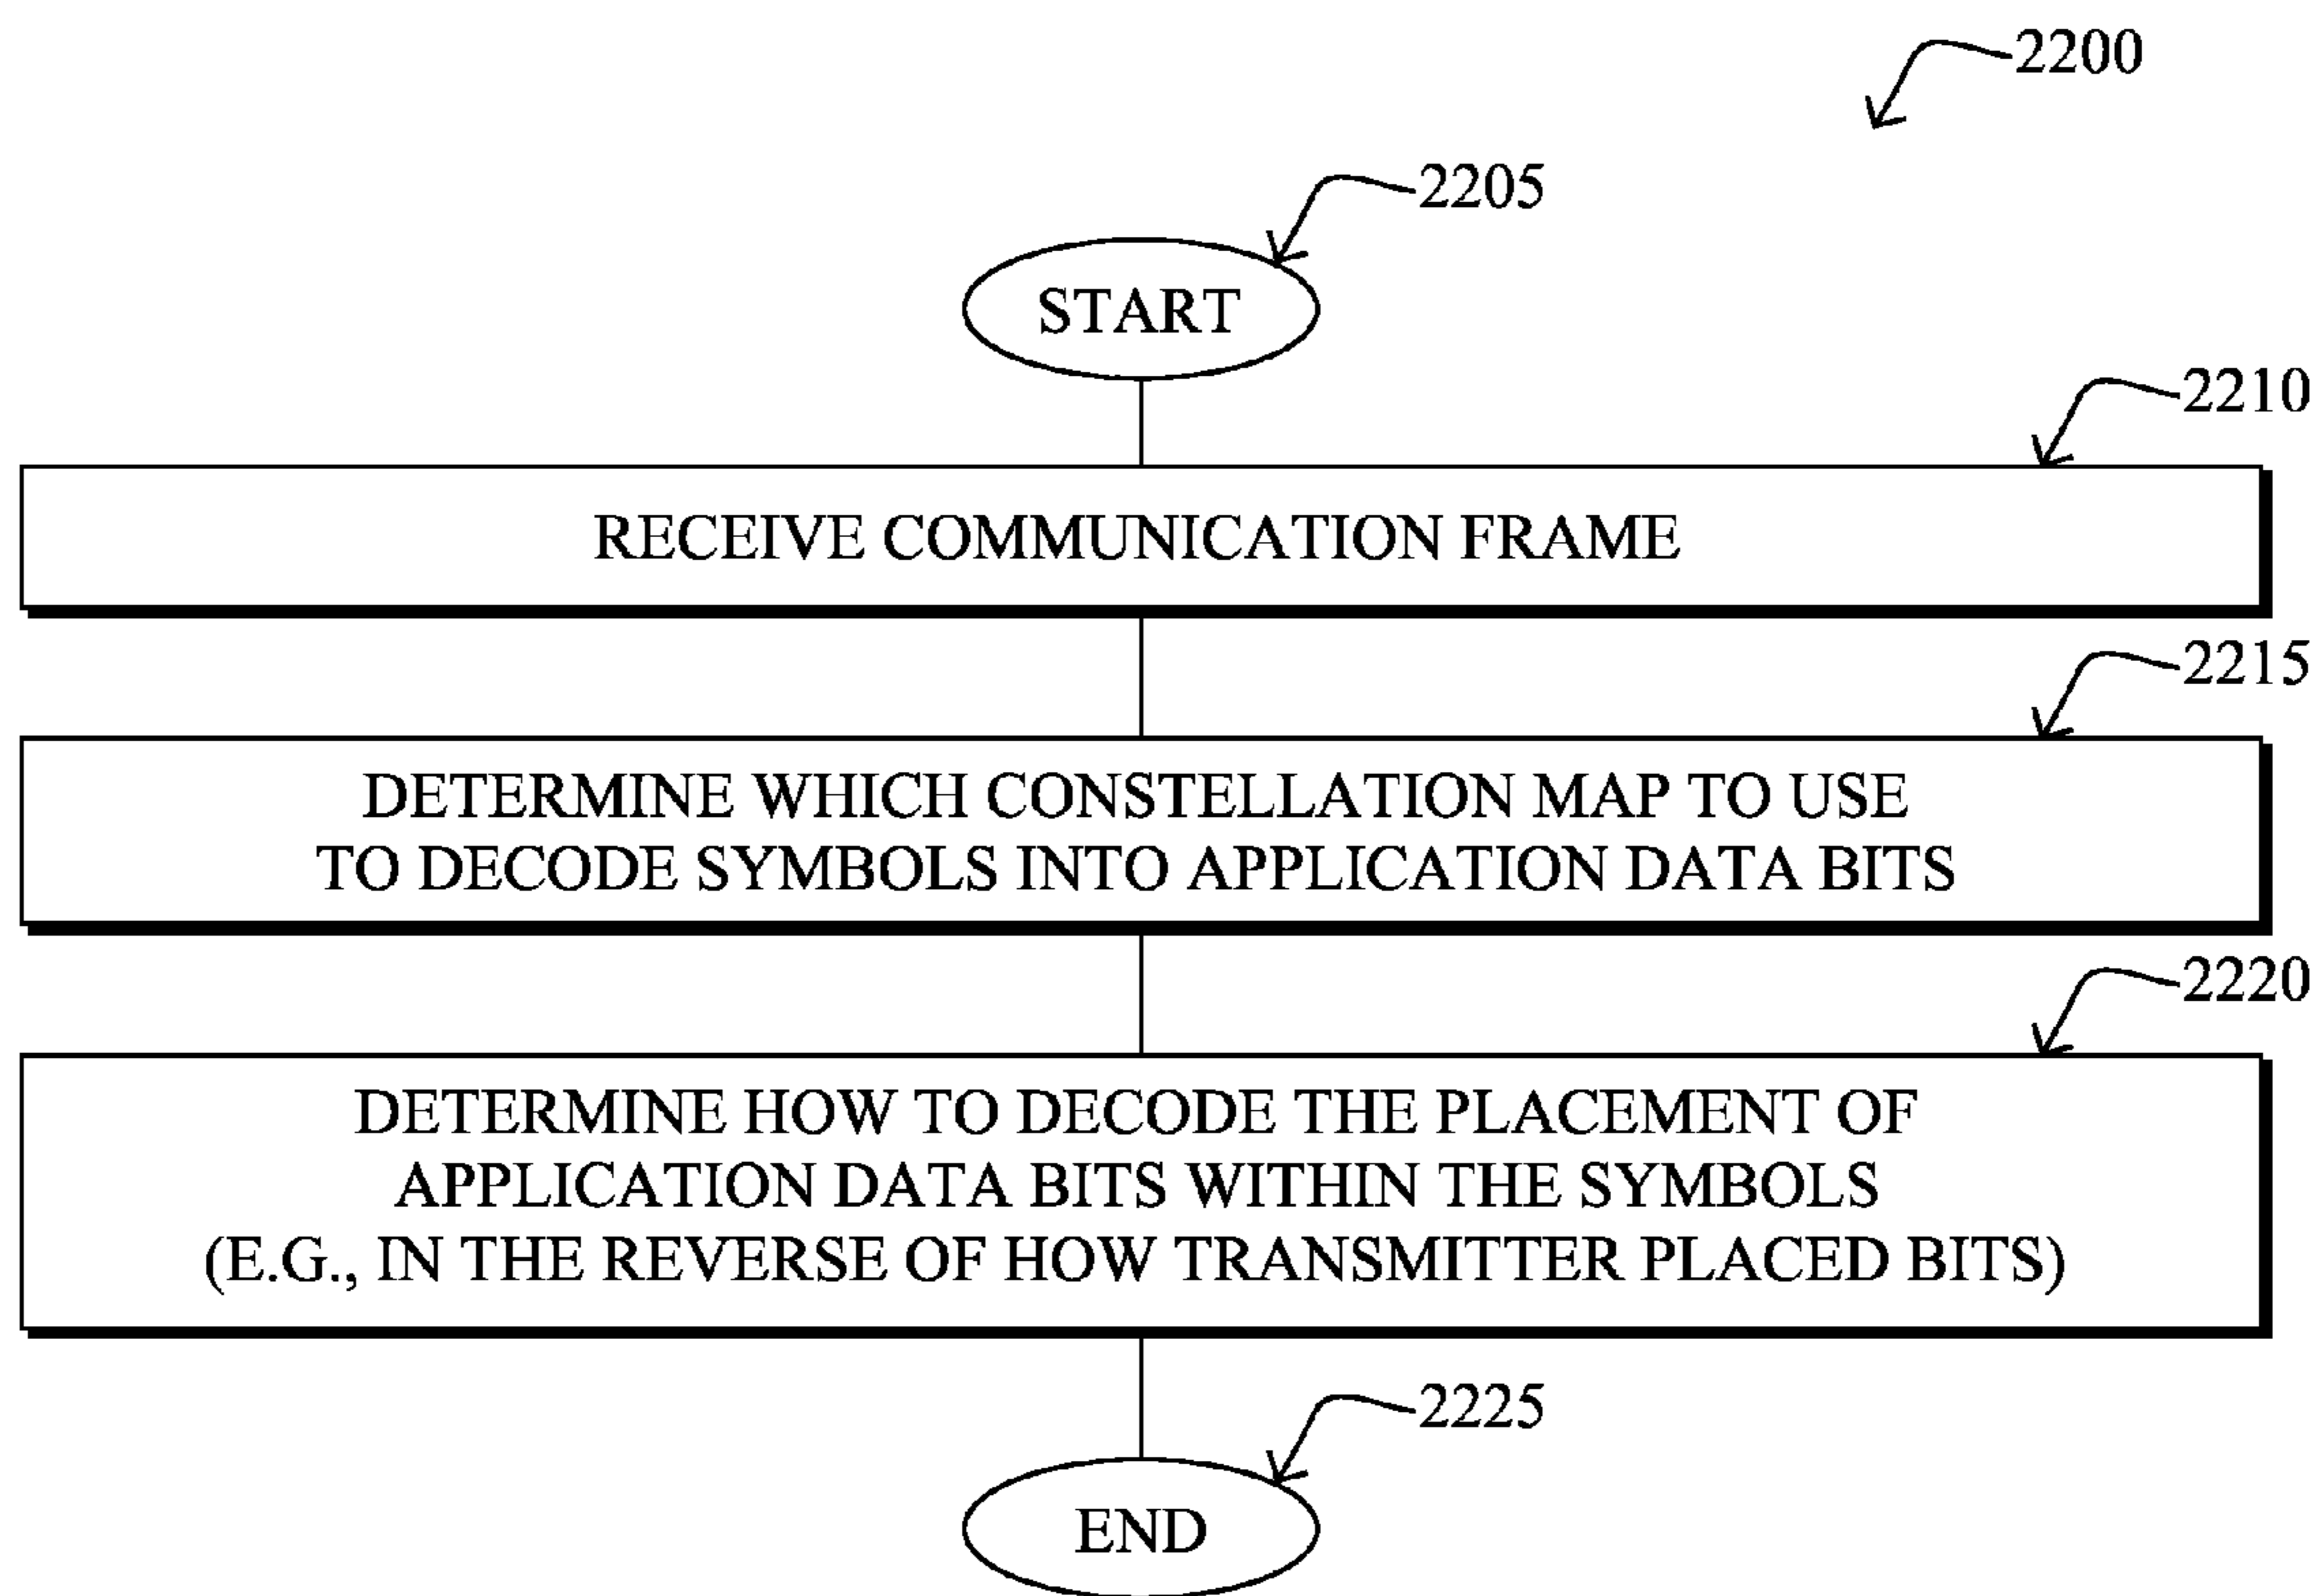 2200
2205
START
2210
RECEIVE COMMUNICATION FRAME
2215
DETERMINE WHICH CONSTELLATION MAP TO USE
TO DECODE SYMBOLS INTO APPLICATION DATA BITS
2220
DETERMINE HOW TO DECODE THE PLACEMENT OF
APPLICATION DATA BITS WITHIN THE SYMBOLS
(E.G., IN THE REVERSE OF HOW TRANSMITTER PLACED BITS)
2225
END